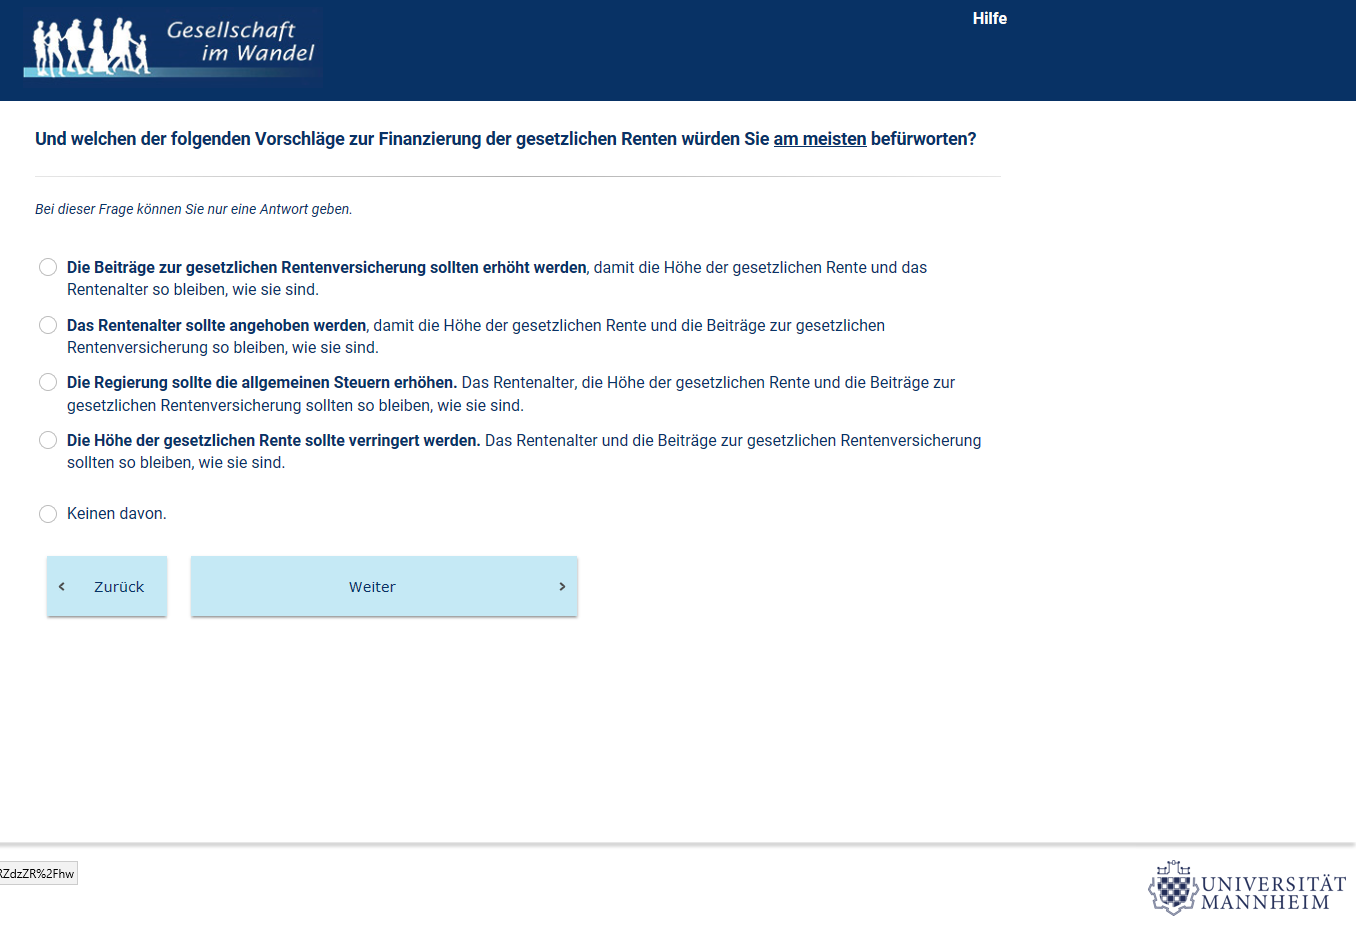 Gesellschaft
im Wandel
Hilfe
Und welchen der folgenden Vorschläge zur Finanzierung der gesetzlichen Renten würden Sie am meisten befürworten?
Bei dieser Frage können Sie nur eine Antwort geben.
Die Beiträge zur gesetzlichen Rentenversicherung sollten erhöht werden, damit die Höhe der gesetzlichen Rente und das
Rentenalter so bleiben, wie sie sind.
Das Rentenalter sollte angehoben werden, damit die Höhe der gesetzlichen Rente und die Beiträge zur gesetzlichen
Rentenversicherung so bleiben, wie sie sind.
Die Regierung sollte die allgemeinen Steuern erhöhen. Das Rentenalter, die Höhe der gesetzlichen Rente und die Beiträge zur
gesetzlichen Rentenversicherung sollten so bleiben, wie sie sind.
Die Höhe der gesetzlichen Rente sollte verringert werden. Das Rentenalter und die Beiträge zur gesetzlichen Rentenversicherung
sollten so bleiben, wie sie sind.
Keinen davon.
Zurück
Weiter
RZdzZR%2Fhw
UNIVERSITÄT
MANNHEIM